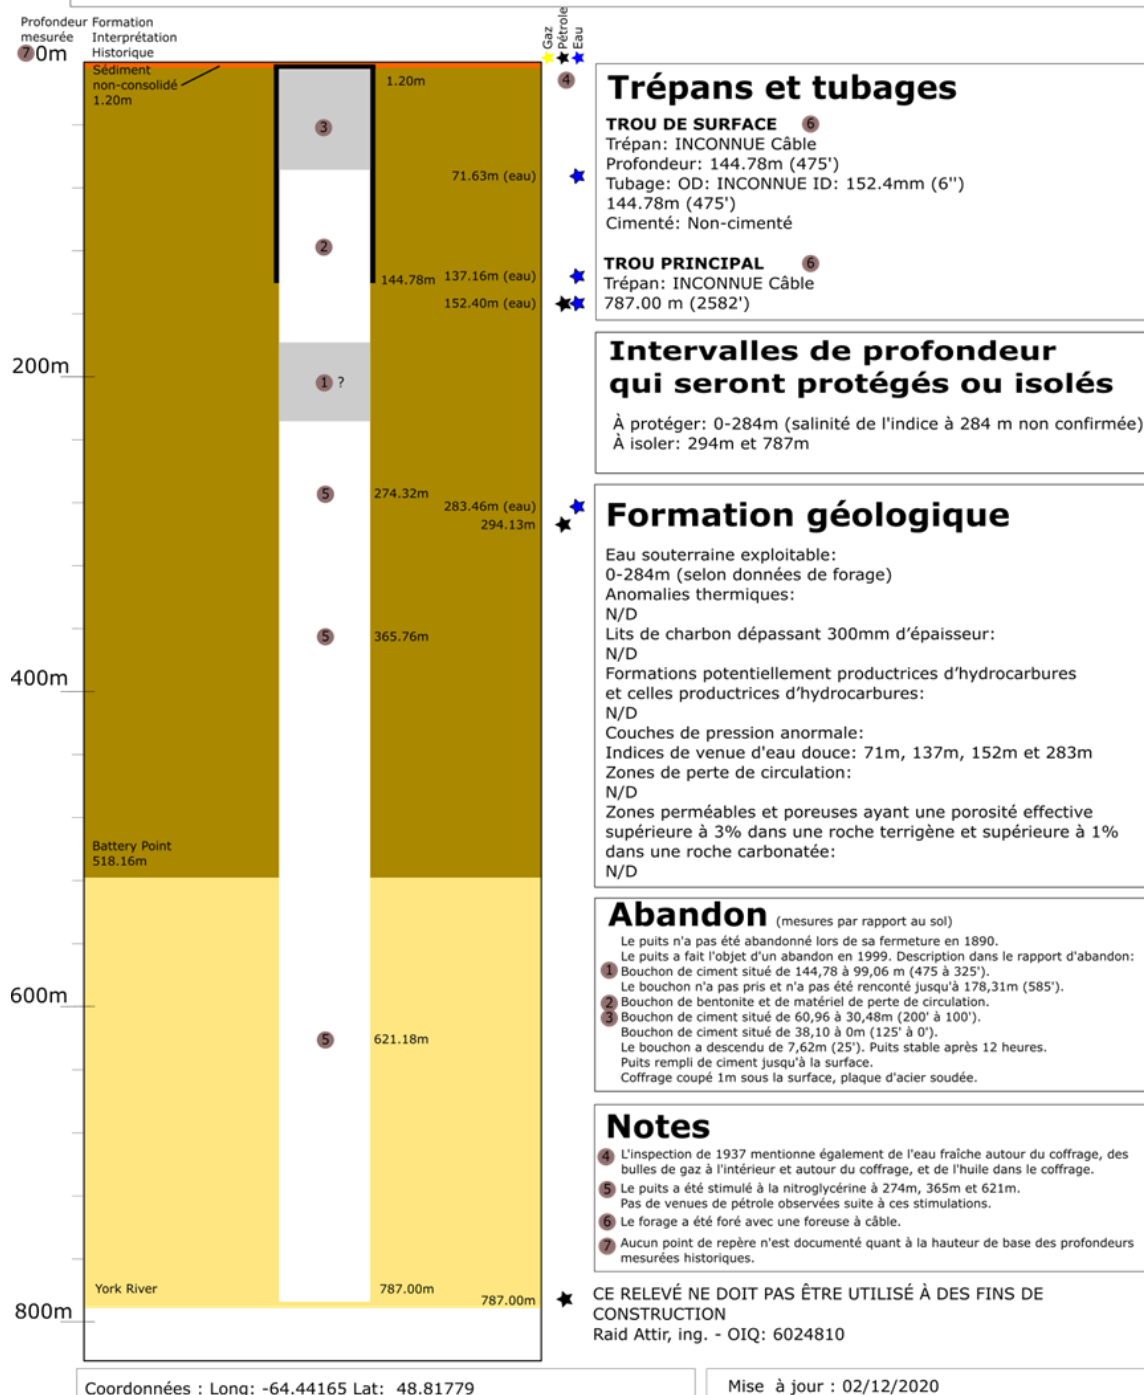 Profondeur Formation
mesurée Interprétation
7 0m Historique
Gaz
Pétrole
Eau
Sédiment
non-consolidé
1.20m
1.20m
4
3
71.63m (eau)
2
144.78m
137.16m (eau)
152.40m (eau)
200m
1 ?
5
274.32m
283.46m (eau)
294.13m
5
365.76m
400m
Battery Point
518.16m
600m
5
621.18m
York River
787.00m
787.00m
800m
Trépans et tubages
TROU DE SURFACE 6
Trépan: INCONNUE Câble
Profondeur: 144.78m (475')
Tubage: OD: INCONNUE ID: 152.4mm (6'')
144.78m (475')
Cimenté: Non-cimenté
TROU PRINCIPAL 6
Trépan: INCONNUE Câble
787.00 m (2582')
Intervalles de profondeur
qui seront protégés ou isolés
À protéger: 0-284m (salinité de l'indice à 284 m non confirmée)
À isoler: 294m et 787m
Formation géologique
Eau souterraine exploitable:
0-284m (selon données de forage)
Anomalies thermiques:
N/D
Lits de charbon dépassant 300mm d'épaisseur:
N/D
Formations potentiellement productrices d'hydrocarbures
et celles productrices d'hydrocarbures:
N/D
Couches de pression anormale:
Indices de venue d'eau douce: 71m, 137m, 152m et 283m
Zones de perte de circulation:
N/D
Zones perméables et poreuses ayant une porosité effective
supérieure à 3% dans une roche terrigène et supérieure à 1%
dans une roche carbonatée:
N/D
Abandon (mesures par rapport au sol)
Le puits n'a pas été abandonné lors de sa fermeture en 1890.
Le puits a fait l'objet d'un abandon en 1999. Description dans le rapport d'abandon:
1 Bouchon de ciment situé de 144,78 à 99,06 m (475 à 325').
Le bouchon n'a pas pris et n'a pas été renconté jusqu'à 178,31m (585').
2 Bouchon de bentonite et de matériel de perte de circulation.
3 Bouchon de ciment situé de 60,96 à 30,48m (200' à 100').
Bouchon de ciment situé de 38,10 à 0m (125' à 0').
Le bouchon a descendu de 7,62m (25'). Puits stable après 12 heures.
Puits rempli de ciment jusqu'à la surface.
Coffrage coupé 1m sous la surface, plaque d'acier soudée.
Notes
4 L'inspection de 1937 mentionne également de l'eau fraîche autour du coffrage, des
bulles de gaz à l'intérieur et autour du coffrage, et de l'huile dans le coffrage.
5 Le puits a été stimulé à la nitroglycérine à 274m, 365m et 621m.
Pas de venues de pétrole observées suite à ces stimulations.
6 Le forage a été foré avec une foreuse à câble.
7 Aucun point de repère n'est documenté quant à la hauteur de base des profondeurs
mesurées historiques.
CE RELEVÉ NE DOIT PAS ÊTRE UTILISÉ À DES FINS DE
CONSTRUCTION
Raid Attir, ing. - OIQ: 6024810
Coordonnées : Long: -64.44165 Lat: 48.81779
Mise à jour : 02/12/2020